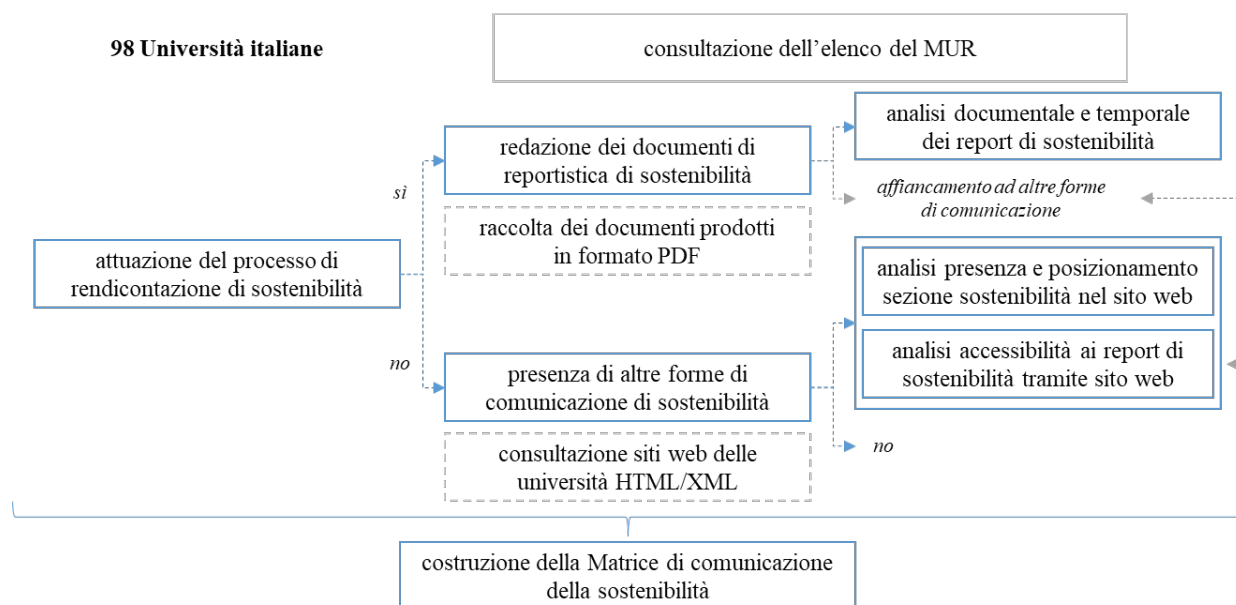 98 Università italiane
consultazione dell'elenco del MUR
analisi documentale e temporale
dei report di sostenibilità
redazione dei documenti di
reportistica di sostenibilità
sì
affiancamento ad altre forme
di comunicazione
raccolta dei documenti prodotti
in formato PDF
attuazione del processo di
rendicontazione di sostenibilità
analisi presenza e posizionamento
sezione sostenibilità nel sito web
no
presenza di altre forme di
comunicazione di sostenibilità
analisi accessibilità ai report di
sostenibilità tramite sito web
no
consultazione siti web delle
università HTML/XML
costruzione della Matrice di comunicazione
della sostenibilità